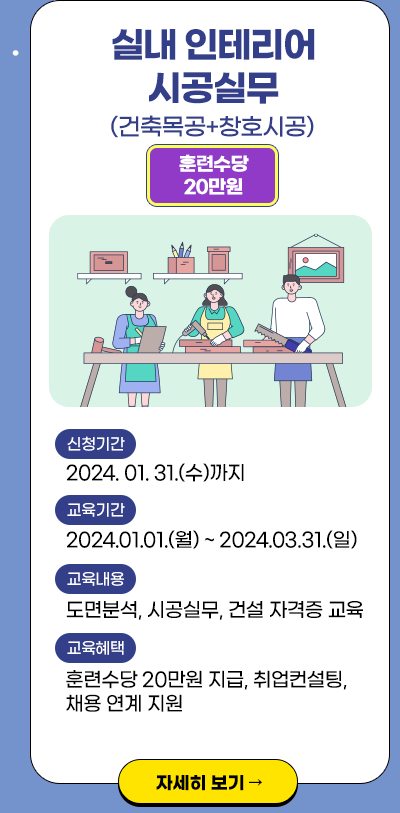 실내 인테리어
시공실무
(건축목공+창호시공)
훈련수당
20만원
신청기간
2024. 01. 31.(수)까지
교육기간
2024.01.01.(월) ~ 2024.03.31.(일)
교육내용
도면분석, 시공실무, 건설 자격증 교육
교육혜택
훈련수당 20만원 지급, 취업컨설팅,
채용 연계 지원
자세히 보기 →